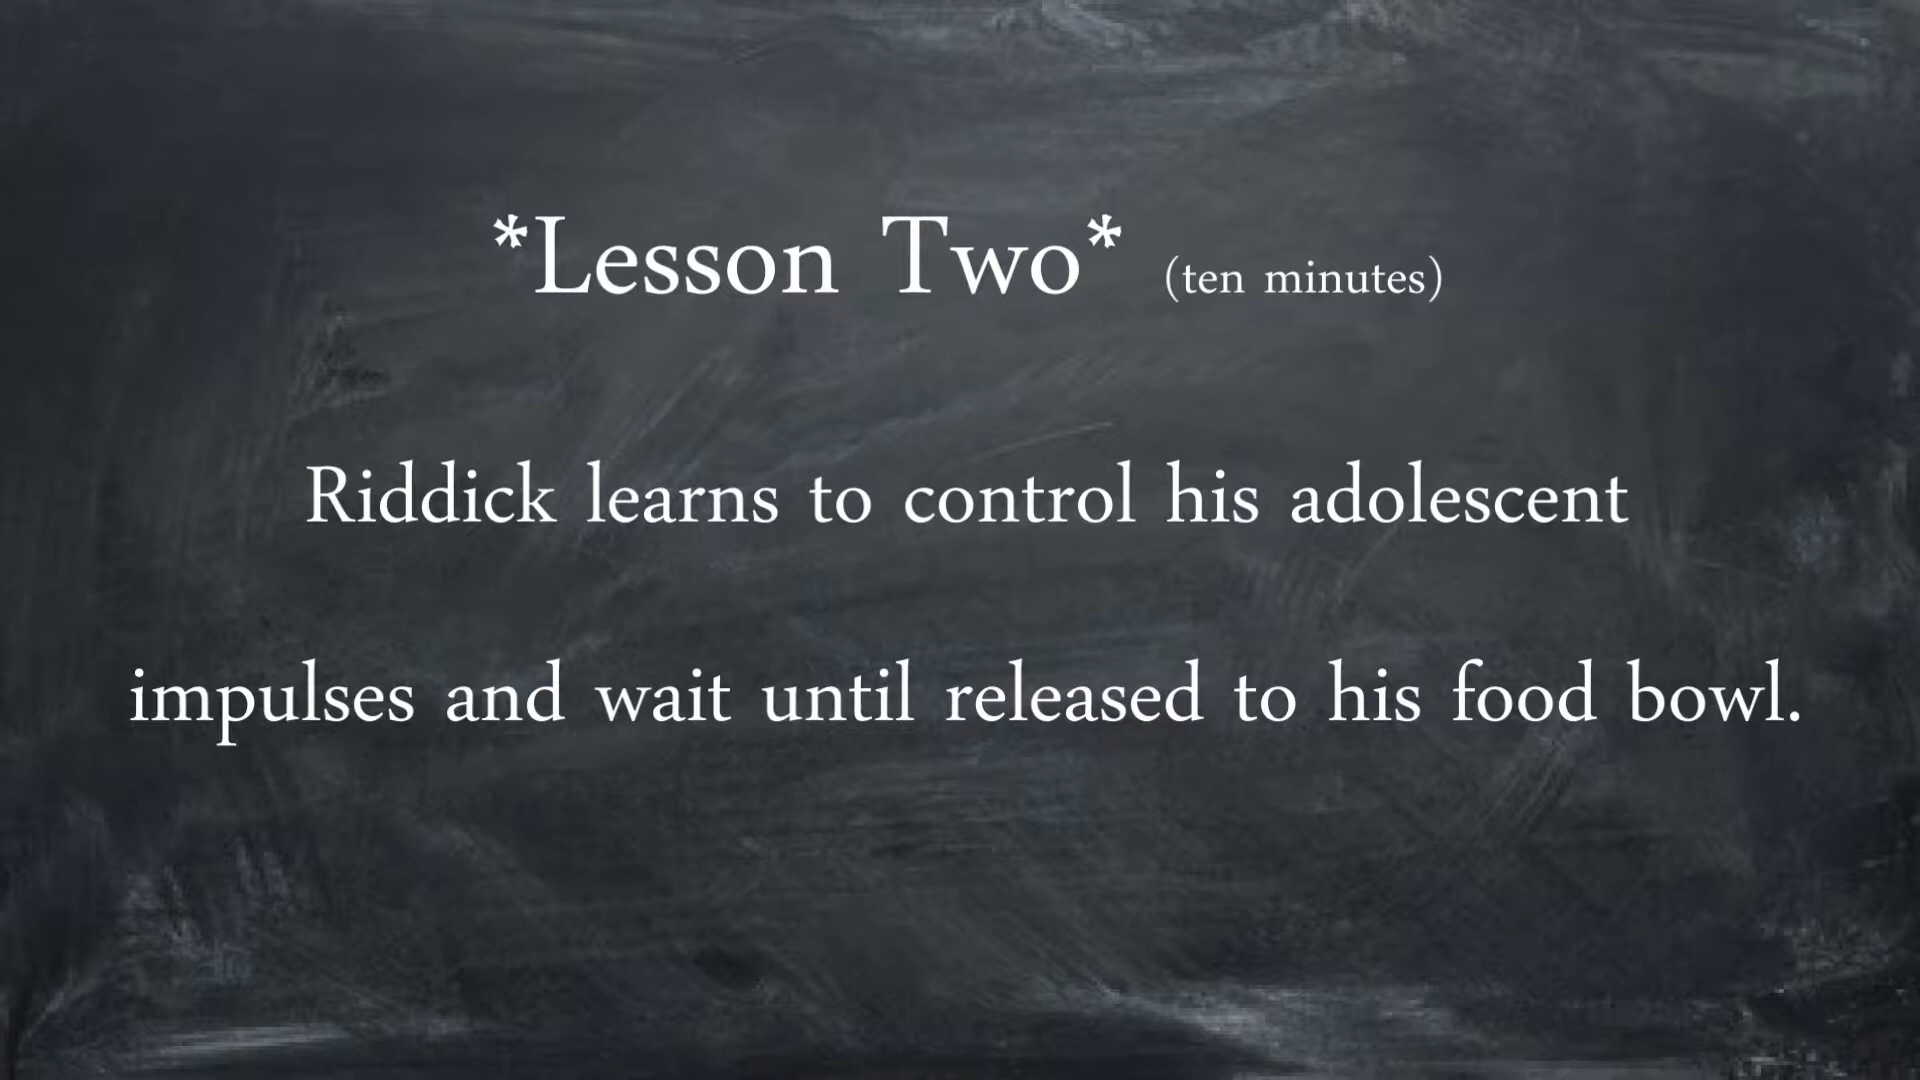 *Lesson Two* (ten minutes)
Riddick learns to control his adolescent
impulses and wait until released to his food bowl.